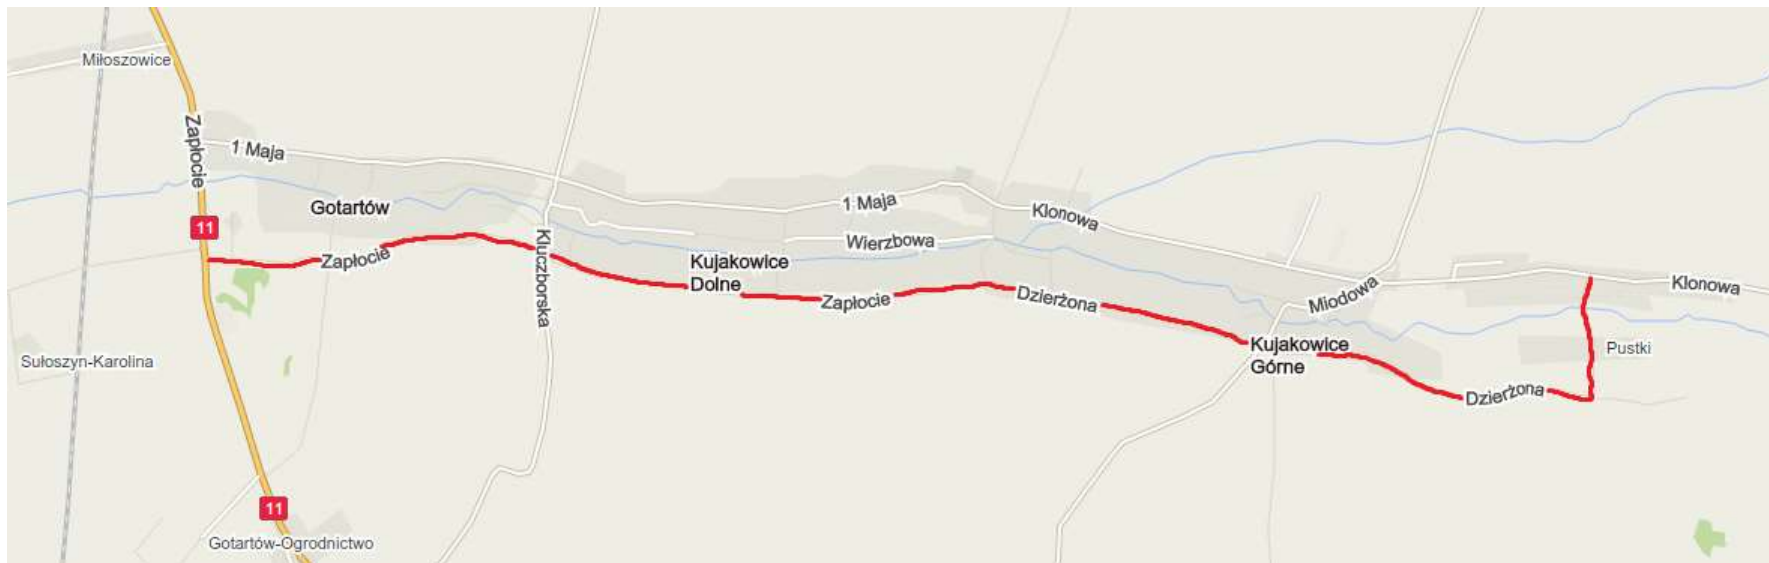 Miłoszowice
Zapłocie
1 Maja
11
Gotartów
Zapłocie
Kluczborska
1 Maja
Klonowa
Wierzbowa
Kujakowice
Dolne
Zapłocie
Dzierżona
Miodowa
Klonowa
Kujakowice
Górne
Pustki
Dzierżona
Sułoszyn-Karolina
11
Gotartów-Ogrodnictwo